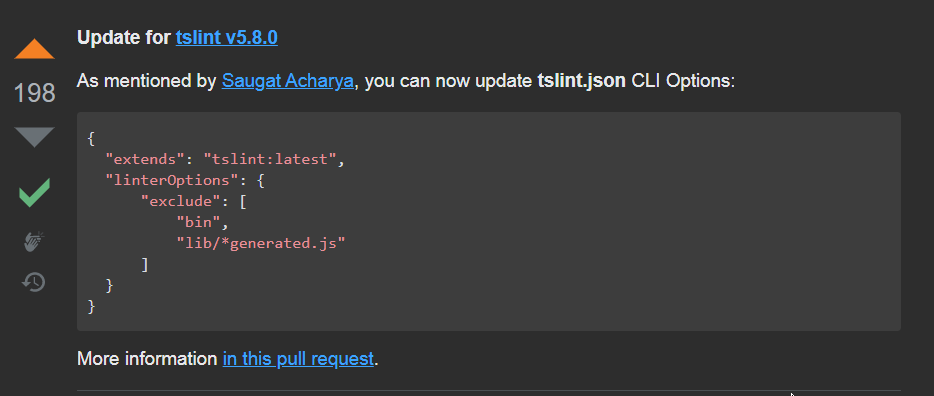 Update for tslint v5.8.0
198
As mentioned by Saugat Acharya, you can now update tslint.json CLI Options:
{
  "extends": "tslint:latest",
  "linterOptions": {
      "exclude": [
          "bin",
          "lib/*generated.js"
      ]
  }
}
More information in this pull request.